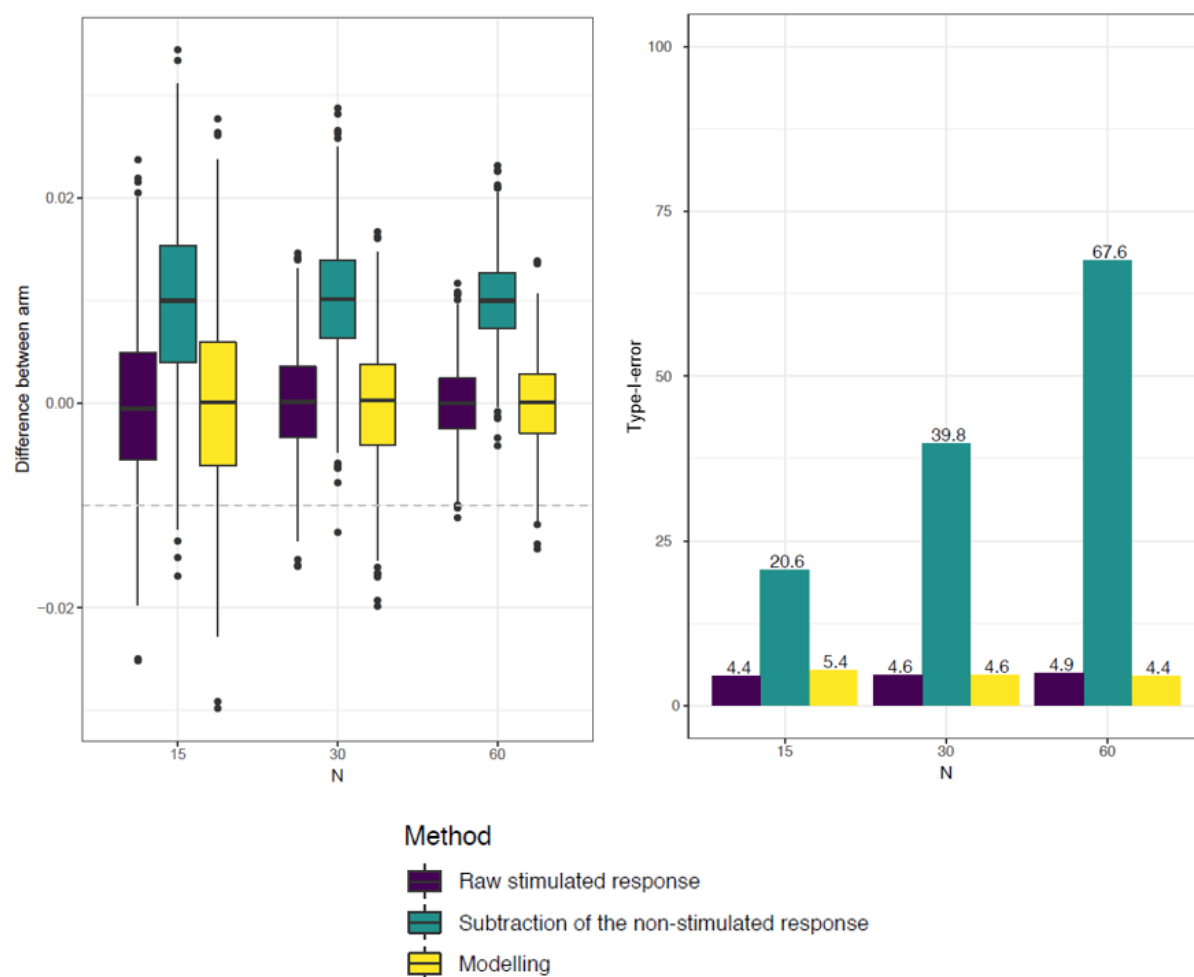 Difference between arm
0.02
0.00
−0.02
15
30
60
N
Type-I-error
100
75
50
25
0
4.4
20.6
5.4
4.6
39.8
4.6
4.9
67.6
4.4
15
30
60
N
Method
Raw stimulated response
Subtraction of the non-stimulated response
Modelling